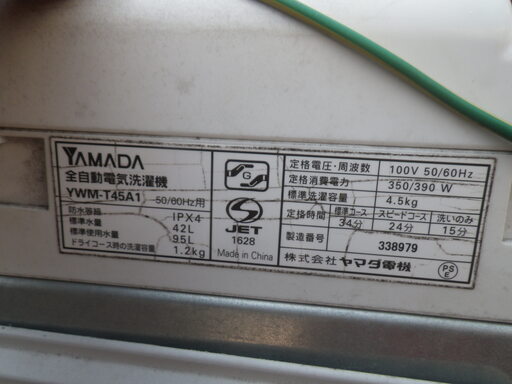 YAMADA
全自動電気洗濯機
YWM-T45A1 50/60Hz用
防水等級 IPX4
標準水量 42L
標準使用水量 95L
ドライコース時の標準容量 1.2kg
G
S
JET
1628
Made in China
定格電圧・周波数 100V 50/60Hz
定格消費電力 350/390 W
標準洗濯容量 4.5kg
定格時間 標準コース スピードコース 洗いのみ
34分 24分 15分
製造番号 338979
株式会社 ヤマダ電機
PS
E